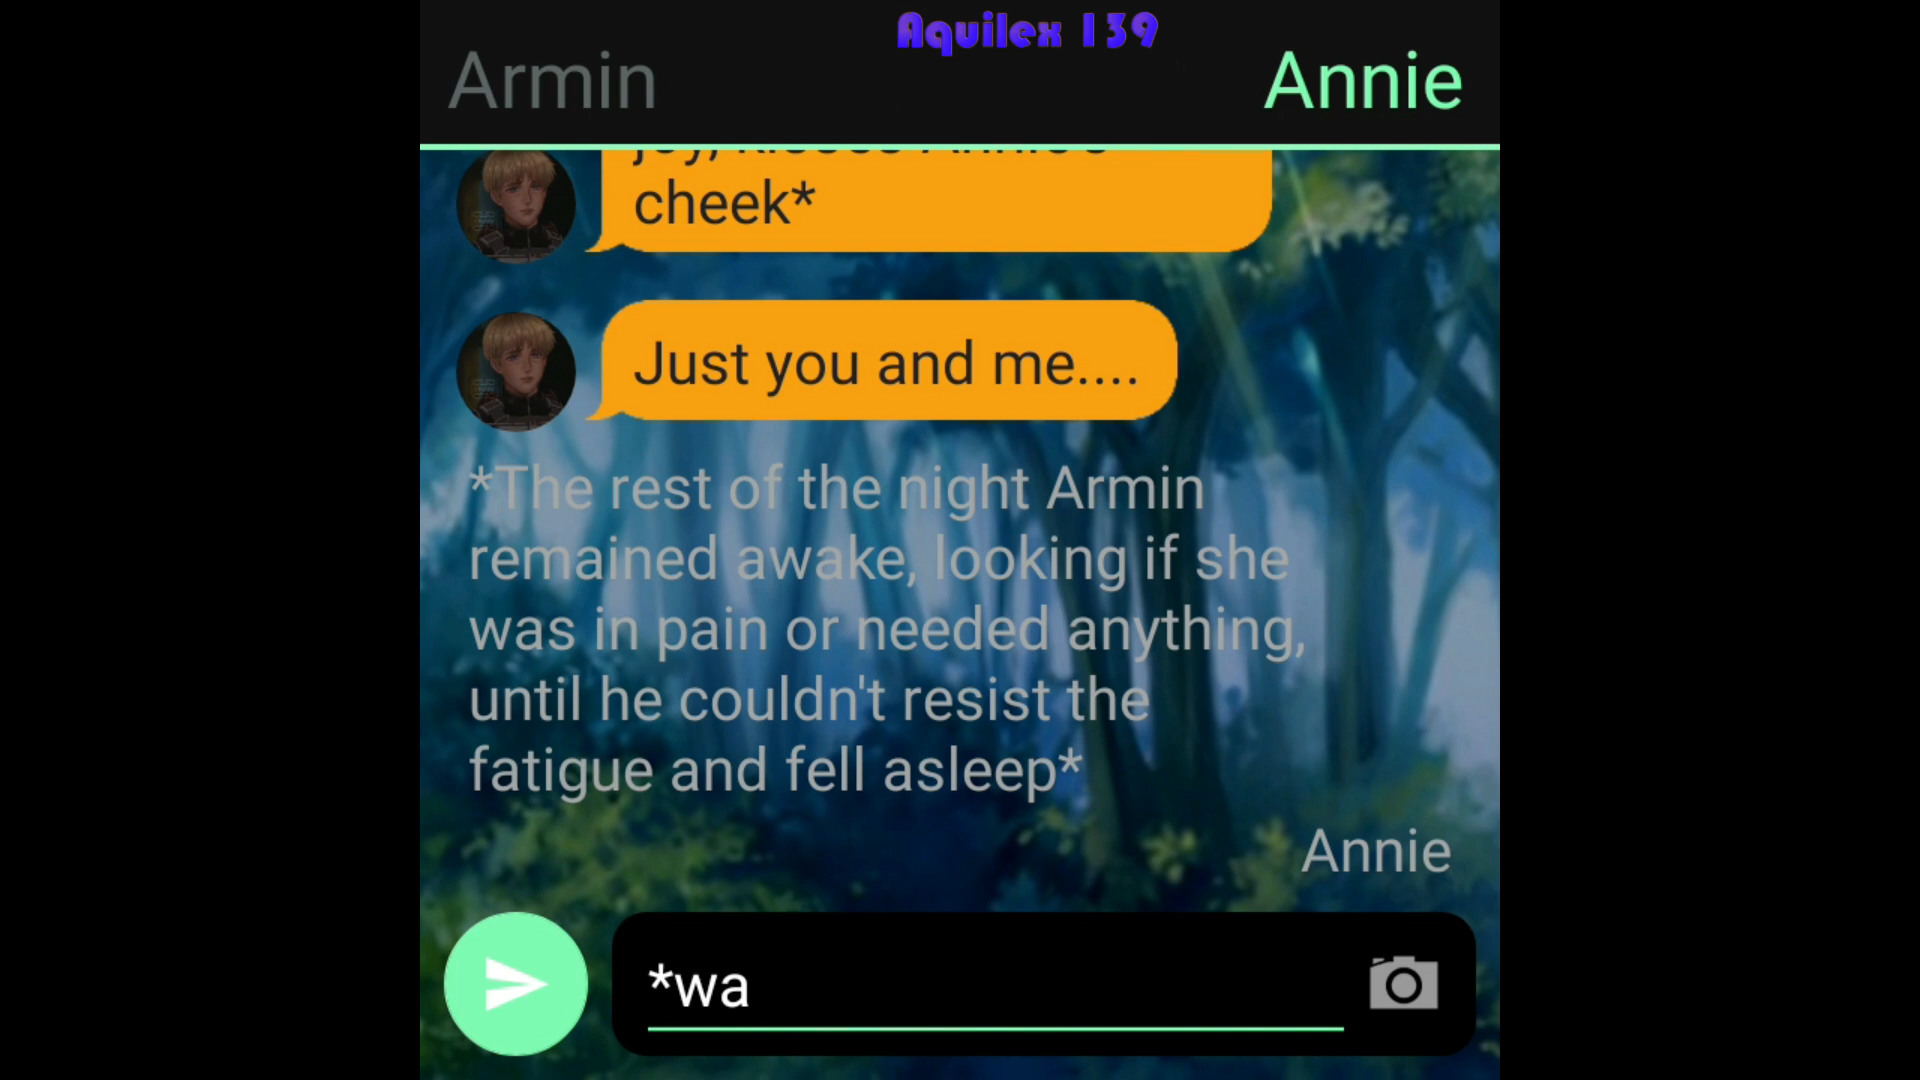 Aquilex 139
Armin
Annie
cheek*
Just you and me....
*The rest of the night Armin
remained awake, looking if she
was in pain or needed anything,
until he couldn't resist the
fatigue and fell asleep*
Annie
*wa